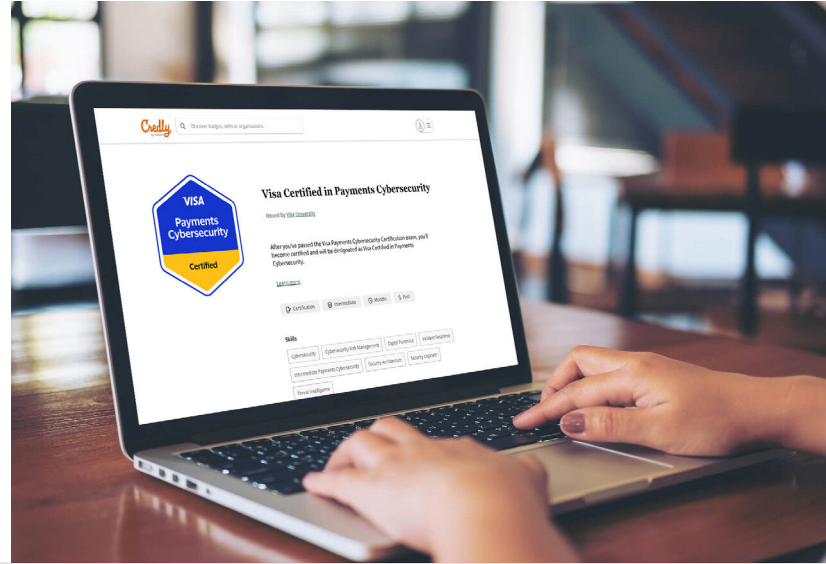 Credly
Discover badges, skills or organizations
VISA
Payments
Cybersecurity
Certified
Visa Certified in Payments Cybersecurity
Issued by Visa University
After you've passed the Visa Payments Cybersecurity Certification exam, you'll
become certified and will be designated as Visa Certified in Payments
Cybersecurity.
Learn more
Certification Intermediate Months Paid
Skills
Cybersecurity Cybersecurity Risk Management Digital Forensics Incident Response
Intermediate Payments Cybersecurity Security Architecture Security Engineer
Threat Intelligence